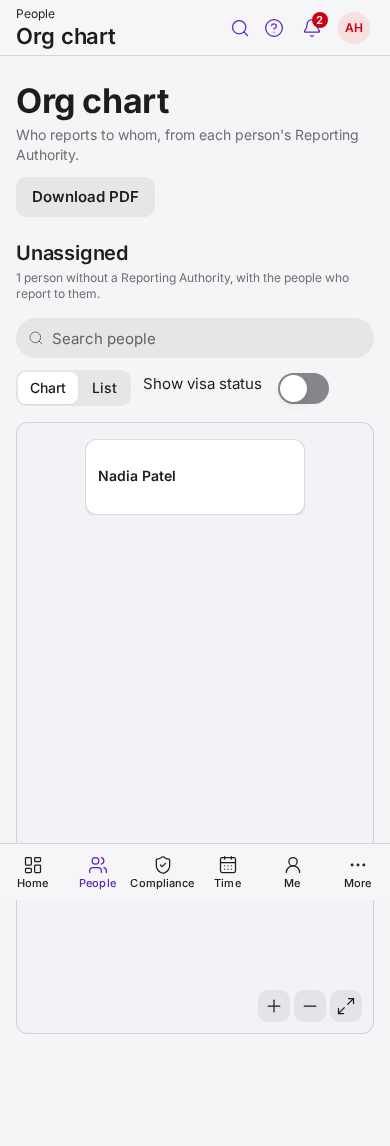 People
Org chart
2
AH
Org chart
Who reports to whom, from each person's Reporting
Authority.
Download PDF
Unassigned
1 person without a Reporting Authority, with the people who
report to them.
Search people
Chart
List
Show visa status
Nadia Patel
Home
People
Compliance
Time
Me
More